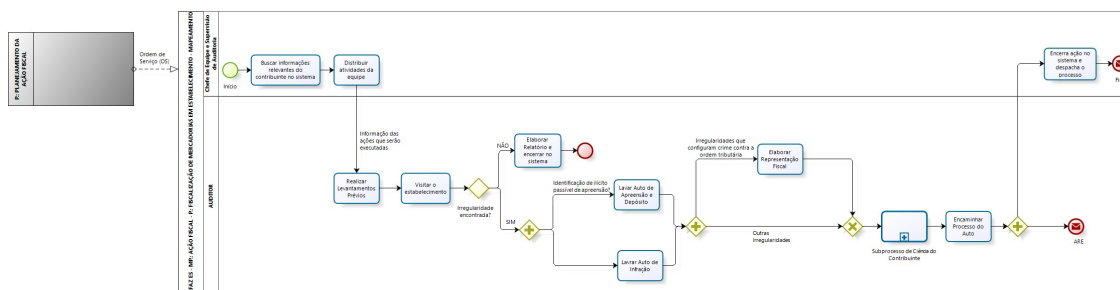 P.: PLANEJAMENTO DA
AÇÃO FISCAL
Ordem de
Serviço (OS)
FAZ ES - MP: AÇÃO FISCAL - P.: FISCALIZAÇÃO DE MERCADORIAS EM ESTABELECIMENTO - MAPEAMENTO
Chefe de Equipe e Supervisão
de Auditoria
Início
Buscar informações
relevantes do
contribuinte no sistema
Distribuir
atividades da
equipe
Encerra ação no
sistema e
despacha o
processo
AUDITOR
Informação das
ações que serão
executadas
Realizar
Levantamentos
Prévios
Visitar o
estabelecimento
Irregularidade
encontrada?
NÃO
Elaborar
Relatório e
encerrar no
sistema
SIM
Identificação de ilícito
passível de apreensão?
Lavar Auto de
Apreensão e
Depósito
Lavrar Auto de
Infração
Irregularidades que
configuram crime contra a
ordem tributária
Elaborar
Representação
Fiscal
Outras
Irregularidades
Subprocesso de Ciência do
Contribuinte
Encaminhar
Processo do
Auto
ARE